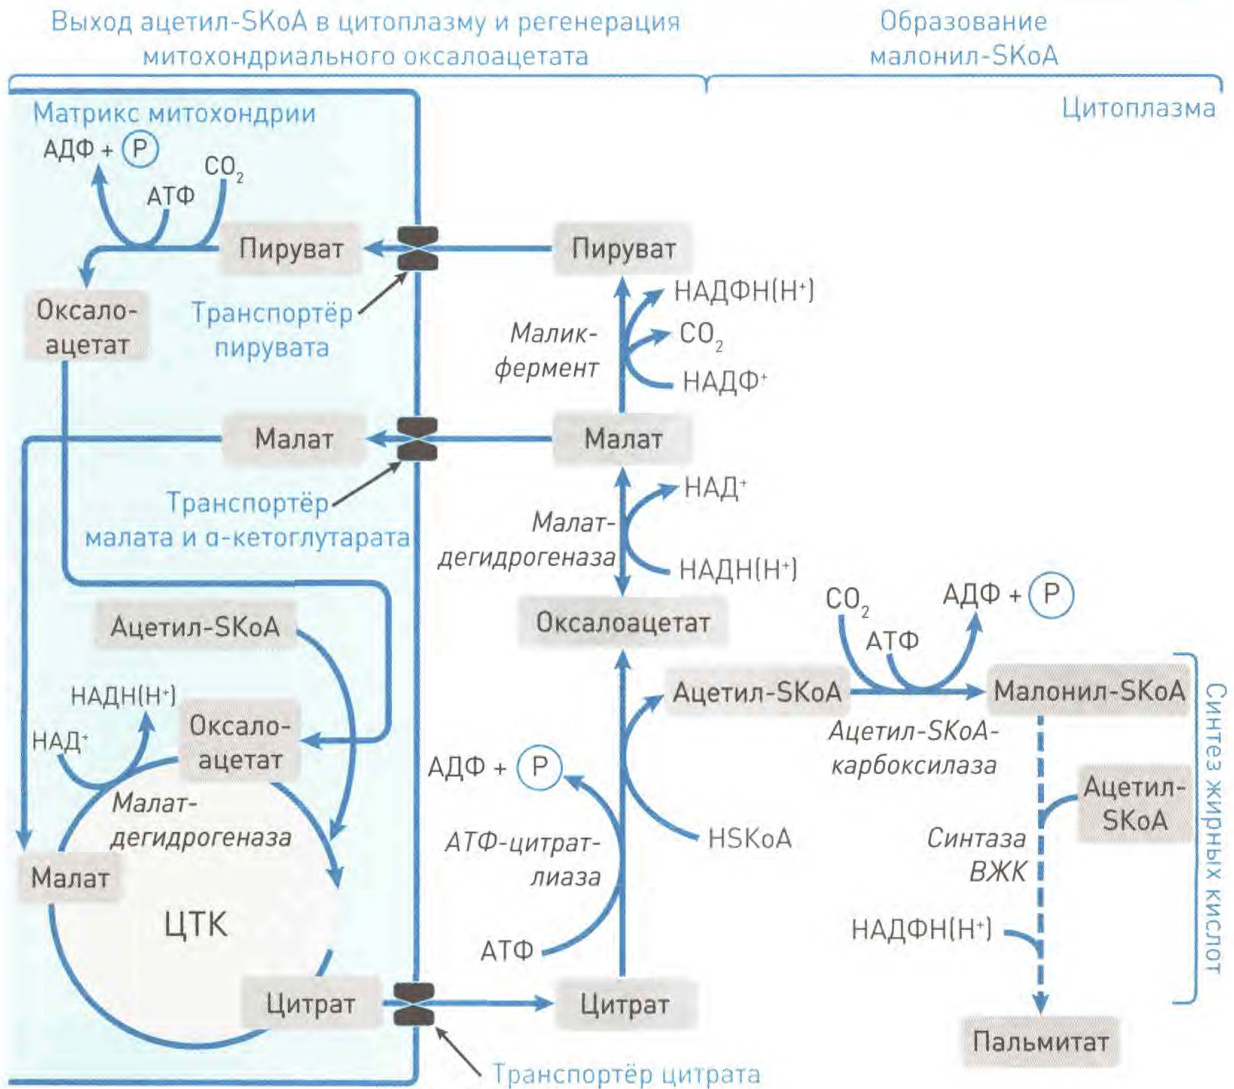 Выход ацетил-SKoA в цитоплазму и регенерация
митохондриального оксалоацетата
Образование
малонил-SKoA
Матрикс митохондрии
Цитоплазма
АДФ + P
АТФ
CO₂
Пируват
Пируват
Оксало-
ацетат
Транспортёр
пирувата
Малик-
фермент
НАДФН(H⁺)
CO₂
НАДФ⁺
Малат
Малат
Транспортёр
малата и α-кетоглутарата
Малат-
дегидрогеназа
НАД⁺
НАДН(H⁺)
Ацетил-SKoA
Оксалоацетат
CO₂
АТФ
АДФ + P
НАДН(H⁺)
НАД⁺
Оксало-
ацетат
Ацетил-SKoA
Малонил-SKoA
Ацетил-SKoA-
карбоксилаза
Малат-
дегидрогеназа
АДФ + P
АТФ-цитрат-
лиаза
HSKoA
Ацетил-
SKoA
Синтаза
ВЖК
Синтез жирных кислот
Малат
ЦТК
АТФ
НАДФН(H⁺)
Цитрат
Цитрат
Пальмитат
Транспортёр цитрата